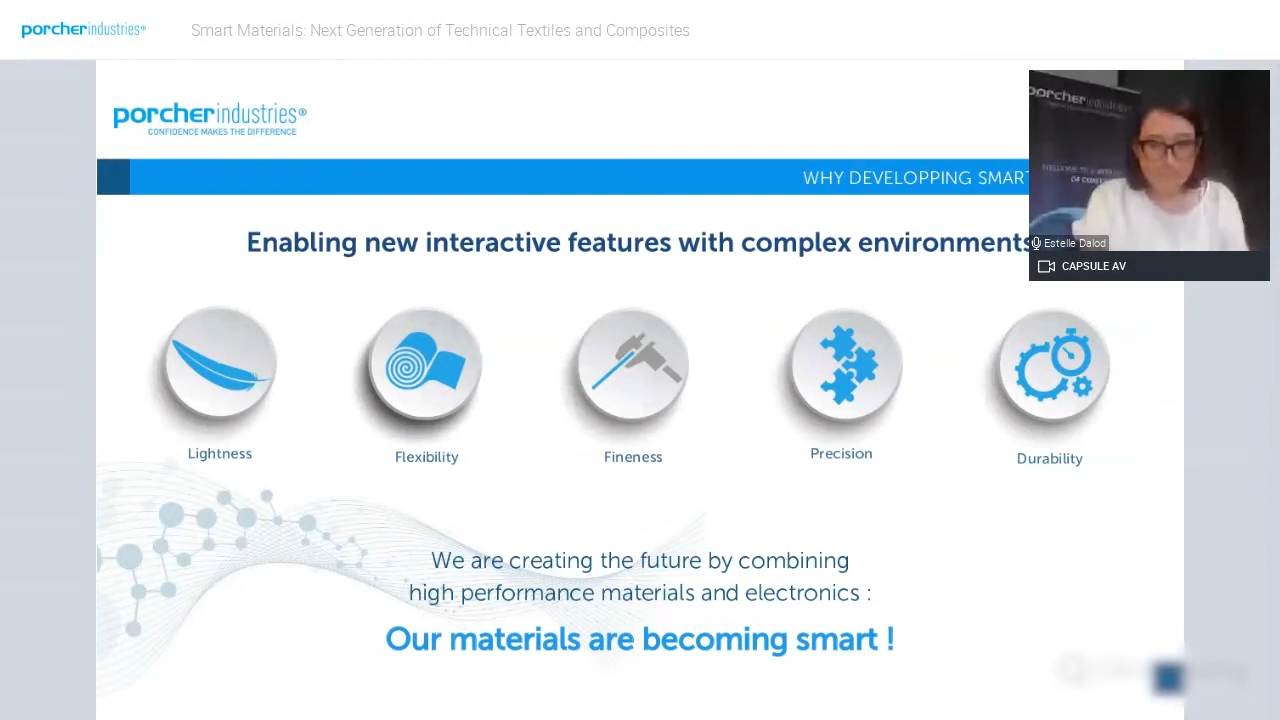 porcherindustries®
Smart Materials: Next Generation of Technical Textiles and Composites
porcherindustries®
CONFIDENCE MAKES THE DIFFERENCE
WHY DEVELOPPING SMART
Enabling new interactive features with complex environments
porcherindustries
Estelle Dalod
CAPSULE AV
Lightness
Flexibility
Fineness
Precision
Durability
We are creating the future by combining
high performance materials and electronics :
Our materials are becoming smart !